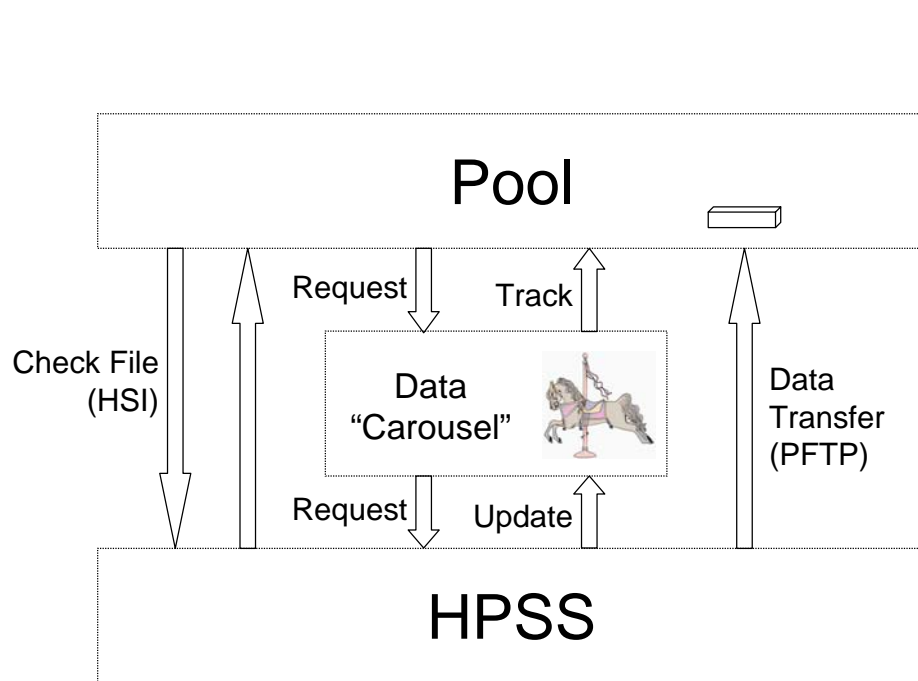 Pool
Request
Track
Check File
(HSI)
Data
“Carousel”
Data
Transfer
(PFTP)
Request
Update
HPSS